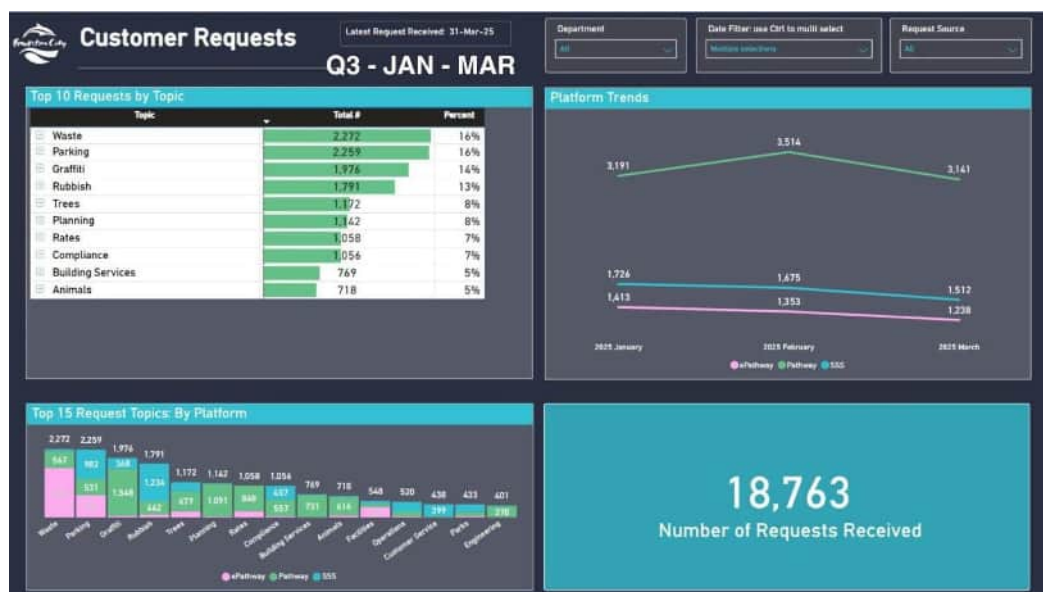 Customer Requests
Latest Request Received: 31-Mar-25
Q3 - JAN - MAR
Department
All
Date Filter: use Ctrl to multi select
Multiple selections
Request Source
All
Top 10 Requests by Topic
Topic Total # Percent
Waste 2,272 16%
Parking 2,259 16%
Graffiti 1,976 14%
Rubbish 1,791 13%
Trees 1,172 8%
Planning 1,142 8%
Rates 1,058 7%
Compliance 1,056 7%
Building Services 769 5%
Animals 718 5%
Platform Trends
3,191 3,514 3,141
1,726 1,675 1,512
1,413 1,353 1,238
2025 January 2025 February 2025 March
ePathway Pathway SSS
Top 15 Request Topics: By Platform
2,272 2,259 1,976 1,791 1,172 1,142 1,058 1,056 769 718 548 520 438 433 401
567 982 368 1,234 677 1,091 848 457 731 616 299 278
531 1,548 442 557
Waste Parking Graffiti Rubbish Trees Planning Rates Compliance Building Services Animals Facilities Operations Customer Service Parks Engineering
ePathway Pathway SSS
18,763
Number of Requests Received